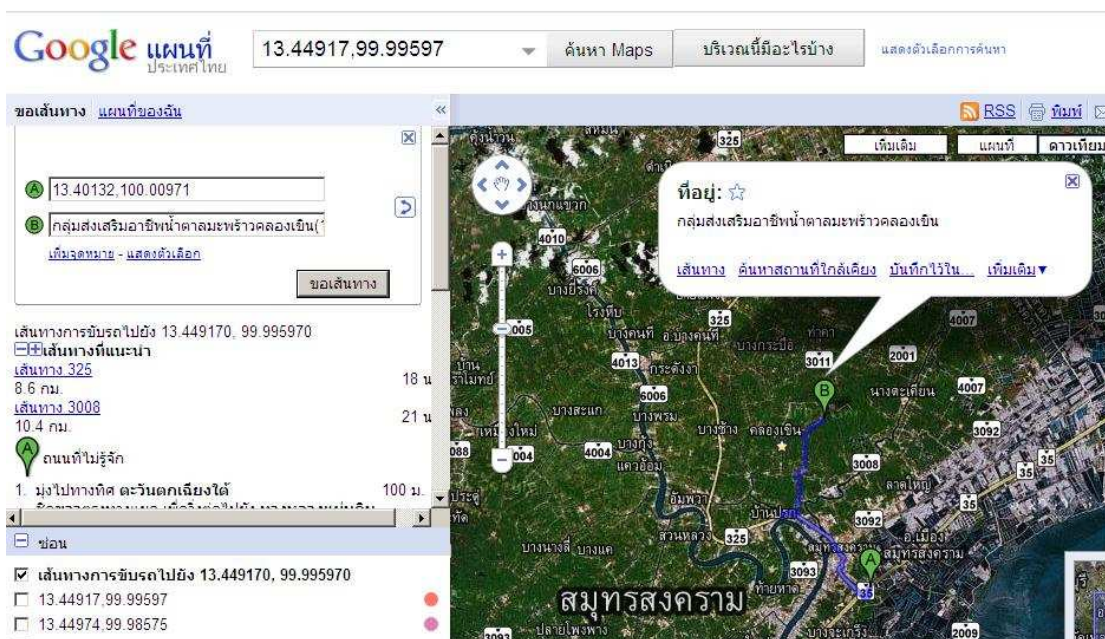 Google แผนที่
ประเทศไทย
13.44917,99.99597
ค้นหา Maps
บริเวณนี้มีอะไรบ้าง
แสดงตัวเลือกการค้นหา
ขอเส้นทาง แผนที่ของฉัน
«
RSS พิมพ์
A 13.40132,100.00971
B กลุ่มส่งเสริมอาชีพน้ำตาลมะพร้าวคลองเขิน(1
เพิ่มจุดหมาย - แสดงตัวเลือก
ขอเส้นทาง
เส้นทางการขับรถไปยัง 13.449170, 99.995970
เส้นทางที่แนะนำ
เส้นทาง 325
8.6 กม. 18 น
เส้นทาง 3008
10.4 กม. 21 น
A ถนนที่ไม่รู้จัก
1. มุ่งไปทางทิศ ตะวันตกเฉียงใต้ 100 ม.
ซ่อน
เส้นทางการขับรถไปยัง 13.449170, 99.995970
13.44917,99.99597
13.44974,99.98575
เพิ่มเติม แผนที่ ดาวเทียม
ที่อยู่:
กลุ่มส่งเสริมอาชีพน้ำตาลมะพร้าวคลองเขิน
เส้นทาง ค้นหาสถานที่ใกล้เคียง บันทึกไว้ใน... เพิ่มเติม▼
325
4010
6006
บางยี่รงค์
โรงหีบ
325
005
บางคนที อ.บางคนที บางกระบือ ท่าคา
4007
3011
2001
4013 กระดังงา
6006
B
นางตะเคียน 4007
บางสะแก บางพรม
บางช้าง คลองเขิน
3092
088
004
4004 บางกุ้ง
แควอ้อม
3008
35
35
ลาดใหญ่
35
อัมพวา
บ้านปรก
3092
สวนหลวง 325
บางนางลี่ บางแค
สมุทรสงคราม
อ.เมือง
สมุทรสงคราม
A
3093
ท้ายหาด
35
สมุทรสงคราม
3093 ปลายโพงพาง
บางจะเกร็ง
2009